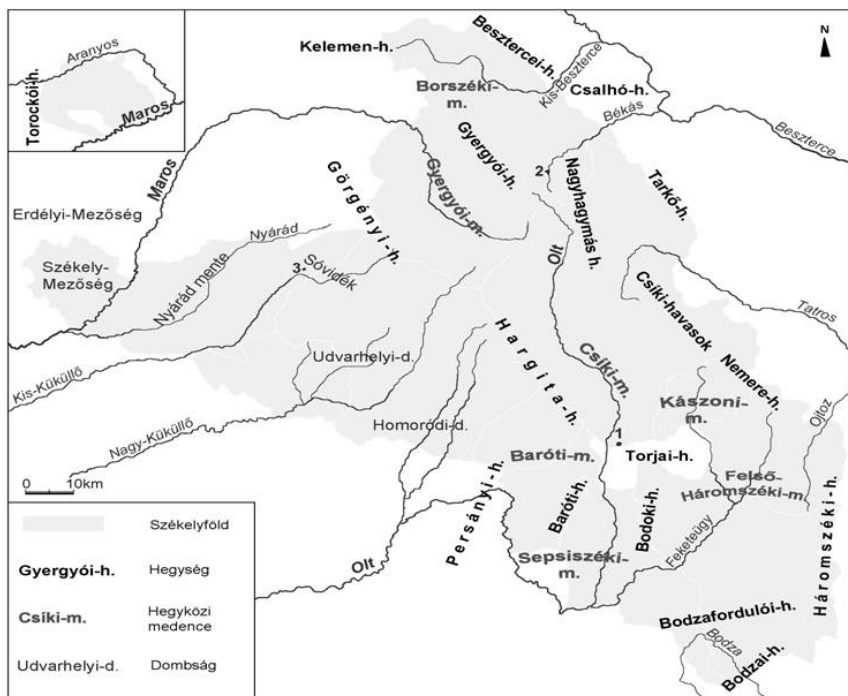 Aranyos
Torockói-h.
Maros
Kelemen-h.
Besztercei-h.
Kis-Beszterce
N
Borszéki-
m.
Csalhó-h.
Békás
Beszterce
Gyergyói-h.
Maros
Görgényi-h.
Gyergyói-m.
2
Nagyhagymás h.
Tarkő-h.
Erdélyi-Mezőség
Székely-
Mezőség
Nyárád
Nyárád mente
3
Sóvidék
Olt
Csíki-havasok
Tatros
Kis-Küküllő
Udvarhelyi-d.
Hargita-h.
Csíki-m.
Nemere-h.
Kászoni-
m.
Ojtoz
Nagy-Küküllő
Homoródi-d.
1
Baróti-m.
Torjai-h.
Felső-
Háromszéki-m.
10km
Persányi-h.
Baróti-h.
Bodoki-h.
Feketeügy
Háromszéki-h.
Sepsiszéki-
m.
Olt
Bodzafordulói-h.
Bodza
Bodzai-h.
Székelyföld
Gyergyói-h. Hegység
Csíki-m. Hegyközi
medence
Udvarhelyi-d. Dombság